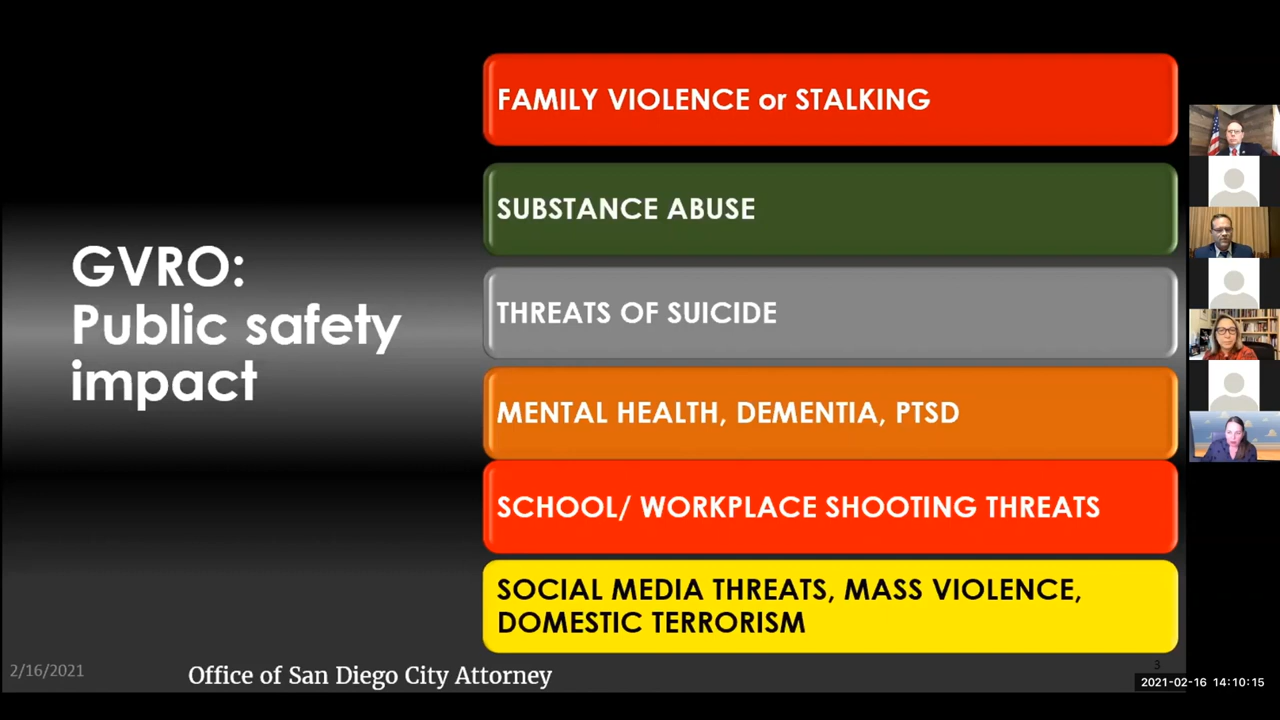 GVRO:
Public safety
impact
FAMILY VIOLENCE or STALKING
SUBSTANCE ABUSE
THREATS OF SUICIDE
MENTAL HEALTH, DEMENTIA, PTSD
SCHOOL/ WORKPLACE SHOOTING THREATS
SOCIAL MEDIA THREATS, MASS VIOLENCE,
DOMESTIC TERRORISM
2/16/2021
Office of San Diego City Attorney
3
2021-02-16 14:10:15